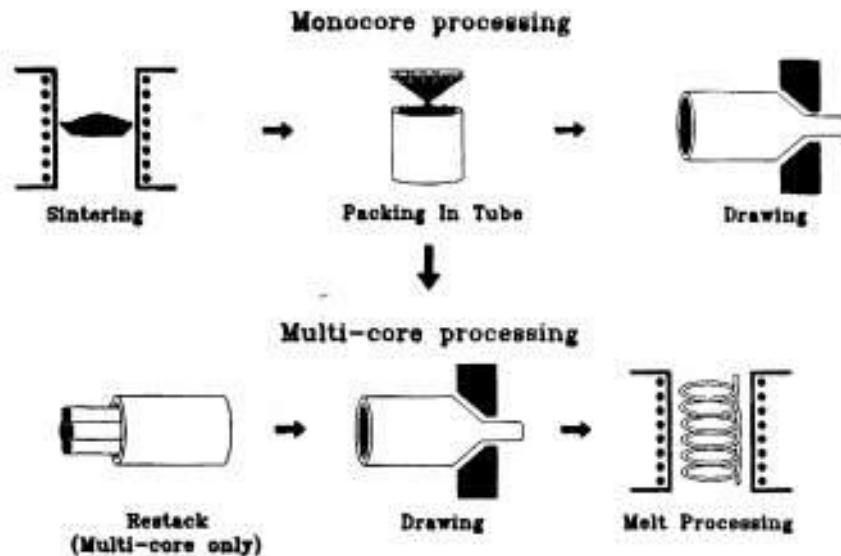 Monocore processing
Sintering
Packing In Tube
Drawing
Multi-core processing
Restack
(Multi-core only)
Drawing
Melt Processing